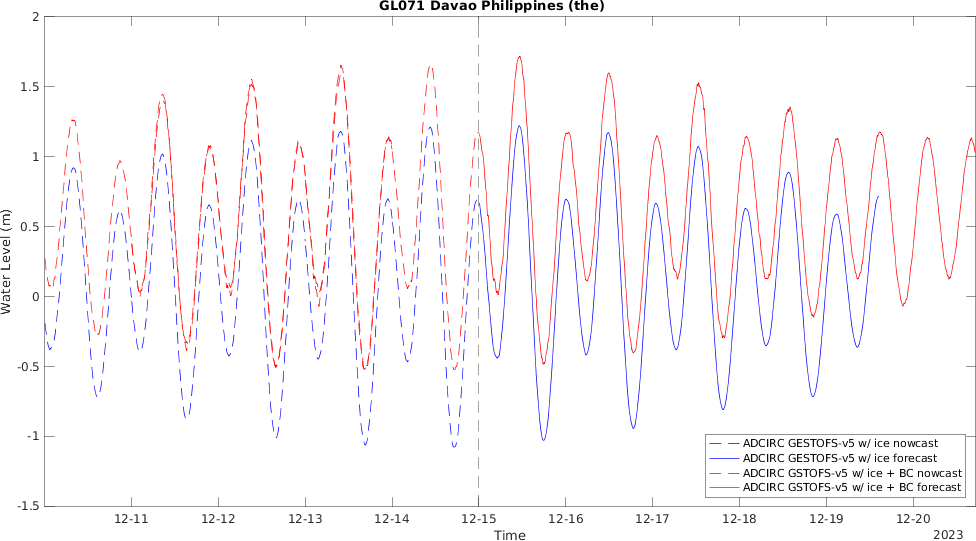 GL071 Davao Philippines (the)
2
1.5
1
0.5
0
-0.5
-1
-1.5
Water Level (m)
12-11 12-12 12-13 12-14 12-15 12-16 12-17 12-18 12-19 12-20
Time
2023
ADCIRC GESTOFS-v5 w/ ice nowcast
ADCIRC GESTOFS-v5 w/ ice forecast
ADCIRC GSTOFS-v5 w/ ice + BC nowcast
ADCIRC GSTOFS-v5 w/ ice + BC forecast